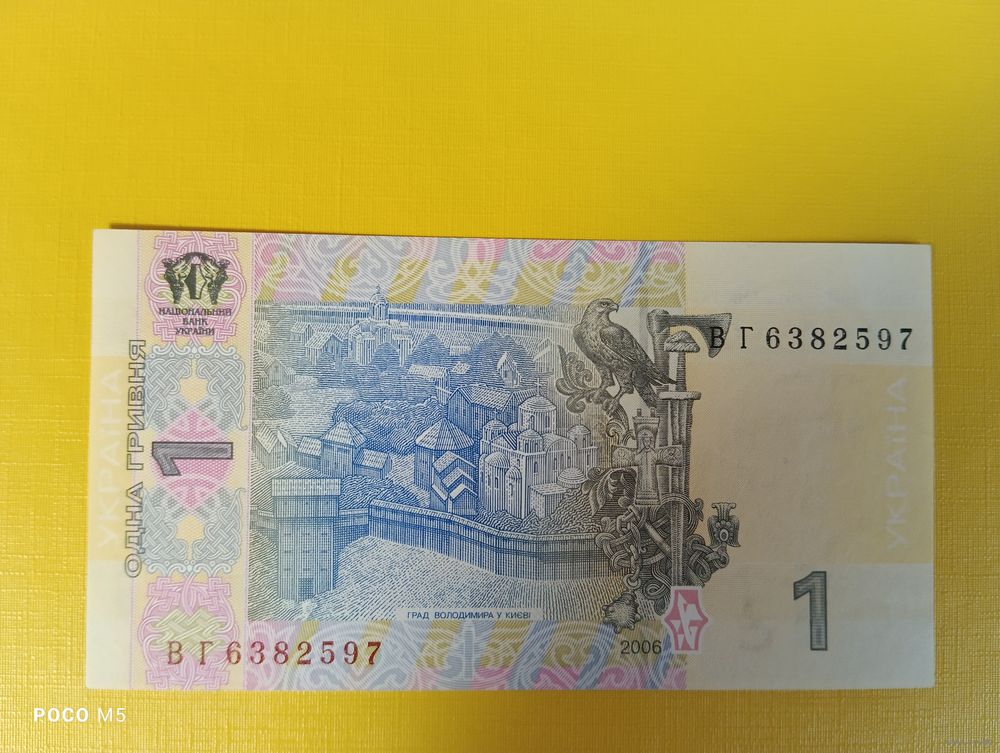 НАЦІОНАЛЬНИЙ
БАНК
УКРАЇНИ
ВГ6382597
ОДНА ГРИВНЯ
1
УКРАЇНА
УКРАЇНА
ГРАД ВОЛОДИМИРА У КИЄВІ
1
2006
ВГ6382597
POCO M5